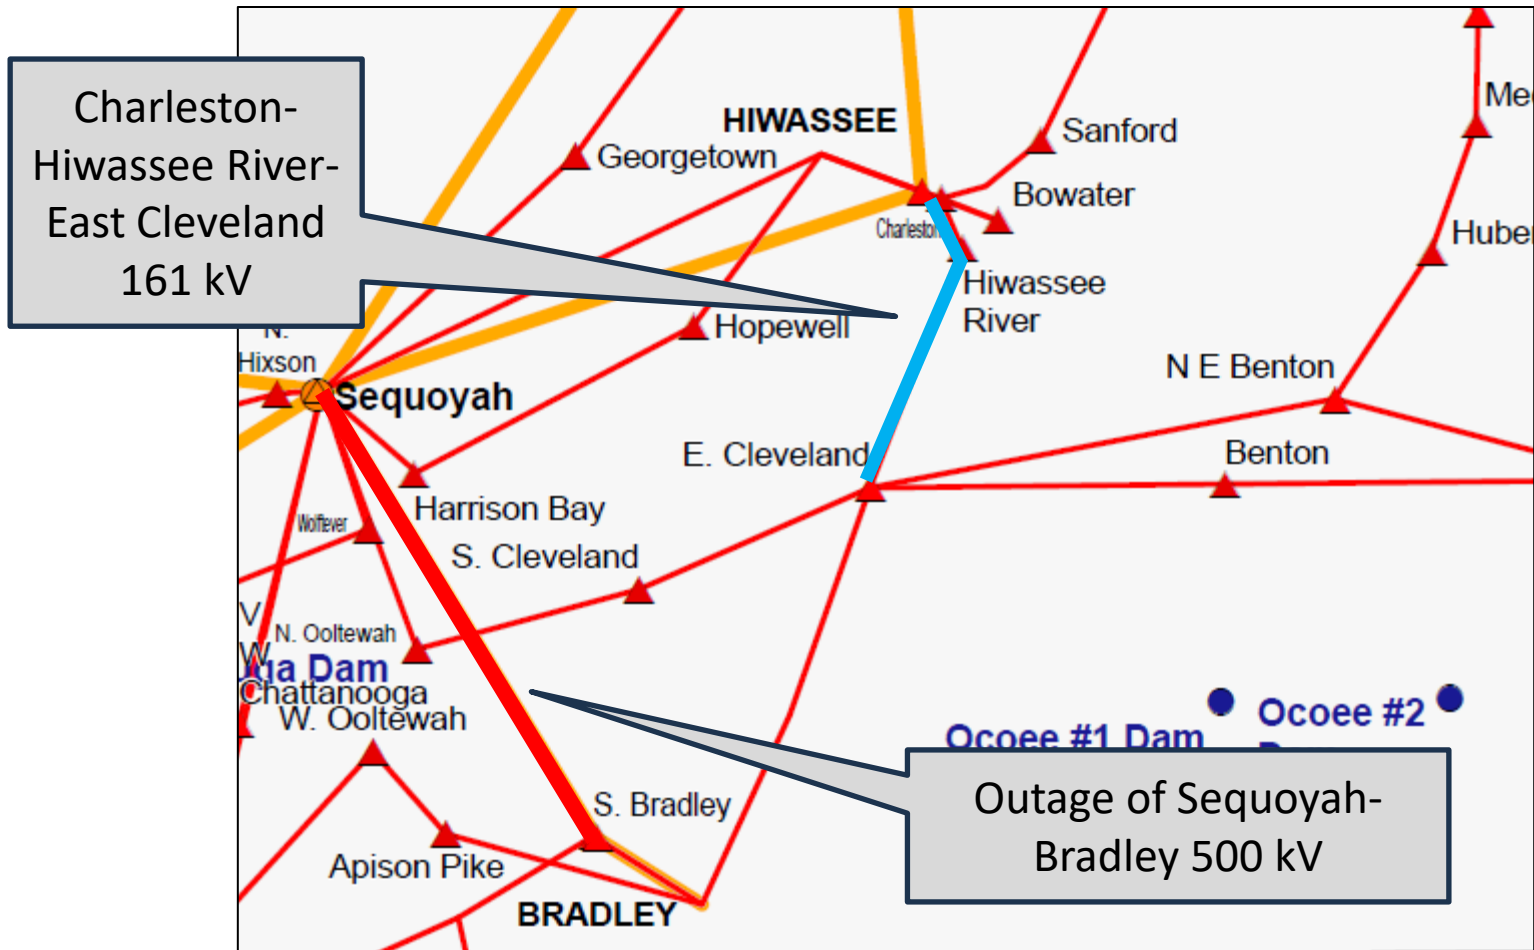 Charleston-
Hiwassee River-
East Cleveland
161 kV
HIWASSEE
Georgetown
Sanford
Bowater
Charleston
Hiwassee
River
Hopewell
N.
Hixson
Sequoyah
N E Benton
E. Cleveland
Benton
Harrison Bay
Wolftever
S. Cleveland
V
N. Ooltewah
W
Dam
Chattanooga
W. Ooltewah
Ocoee #1 Dam
Ocoee #2
S. Bradley
Apison Pike
BRADLEY
Outage of Sequoyah-
Bradley 500 kV